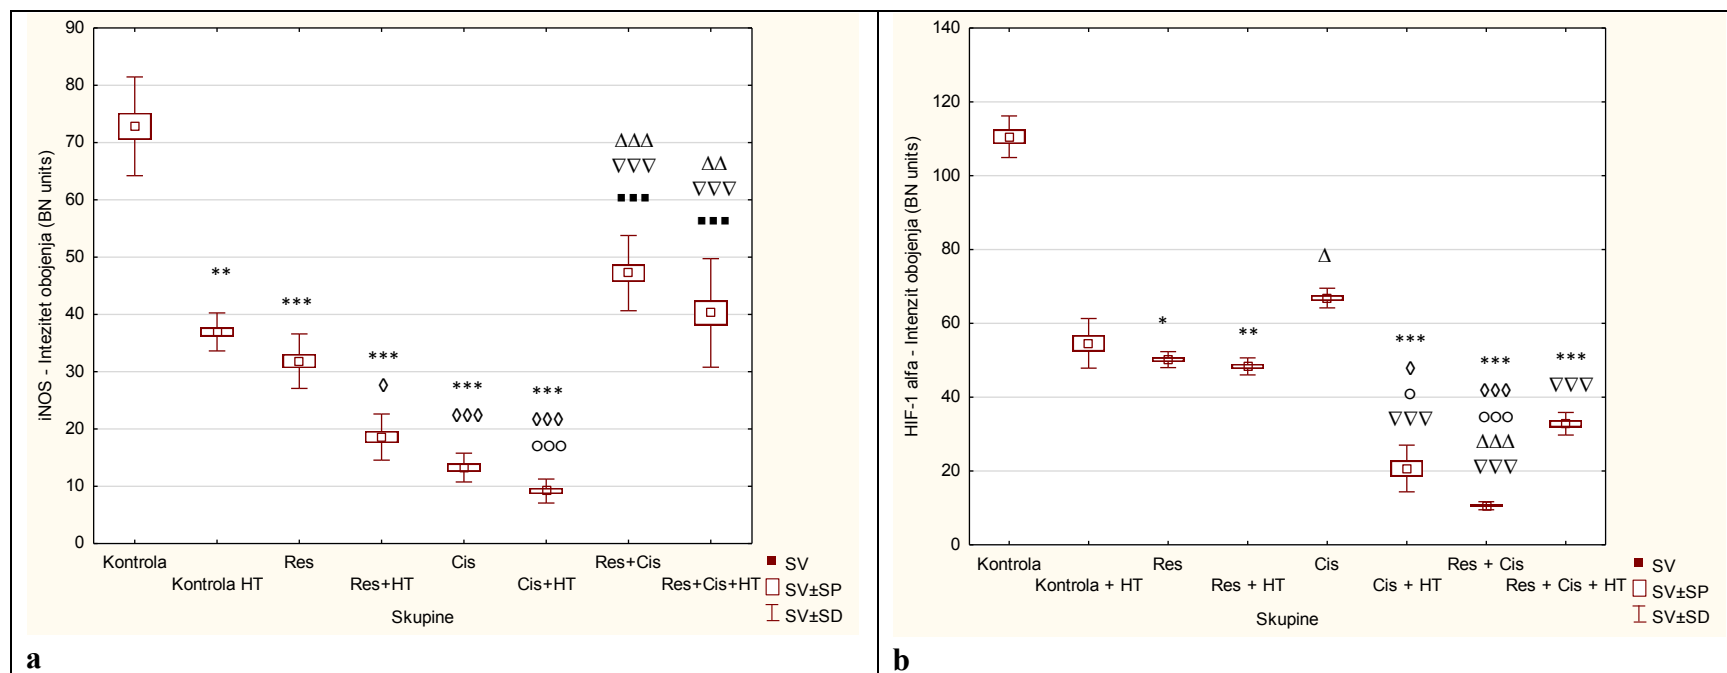 90
80
70
60
50
40
30
20
10
0
iNOS - Intezitet obojenja (BN units)
**
***
***
◊
***
◊◊◊
***
◊◊◊
○○○
ΔΔΔ
∇∇∇
■■■
ΔΔ
∇∇∇
■■■
Kontrola
Kontrola HT
Res
Res+HT
Cis
Cis+HT
Res+Cis
Res+Cis+HT
Skupine
SV
SV±SP
SV±SD
a
140
120
100
80
60
40
20
0
HIF-1 alfa - Intenzit obojenja (BN units)
*
**
Δ
***
◊
○
∇∇∇
***
◊◊◊
○○○
ΔΔΔ
∇∇∇
***
∇∇∇
Kontrola
Kontrola + HT
Res
Res + HT
Cis
Cis + HT
Res + Cis
Res + Cis + HT
Skupine
SV
SV±SP
SV±SD
b